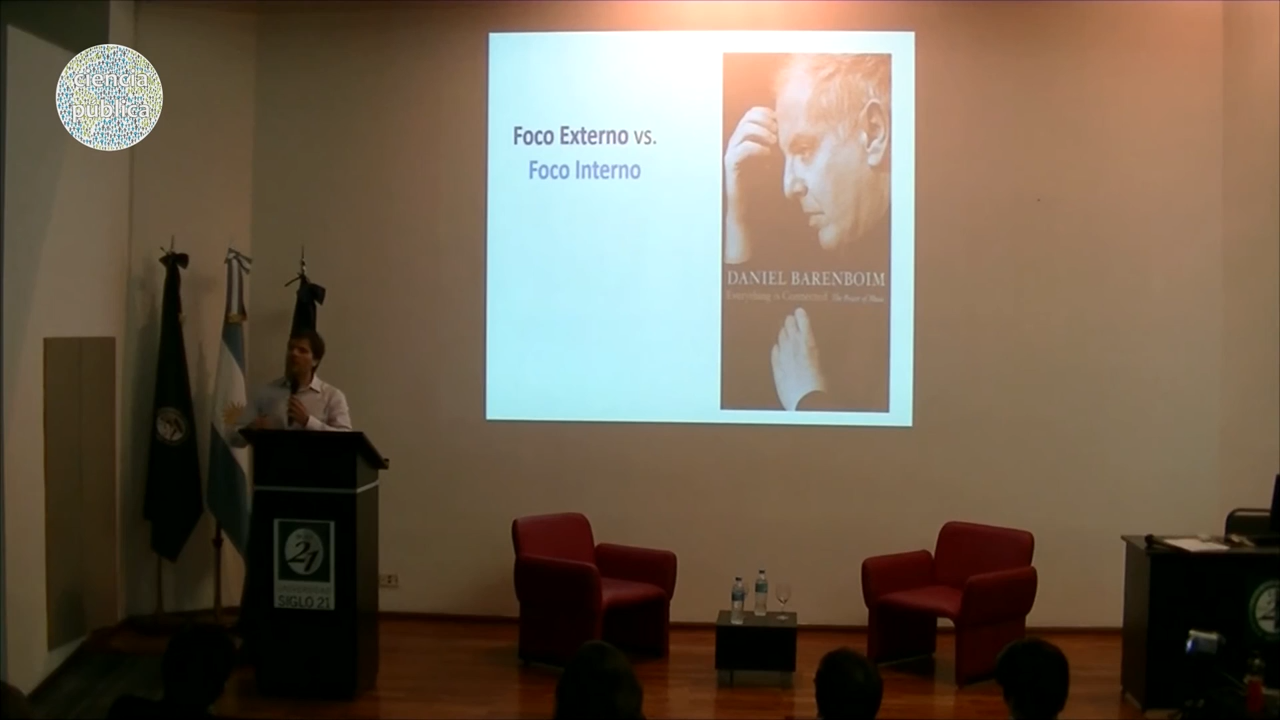 ciencia
pública
Foco Externo vs.
Foco Interno
DANIEL BARENBOIM
Everything is Connected The Power of Music
21
UNIVERSIDAD
SIGLO 21